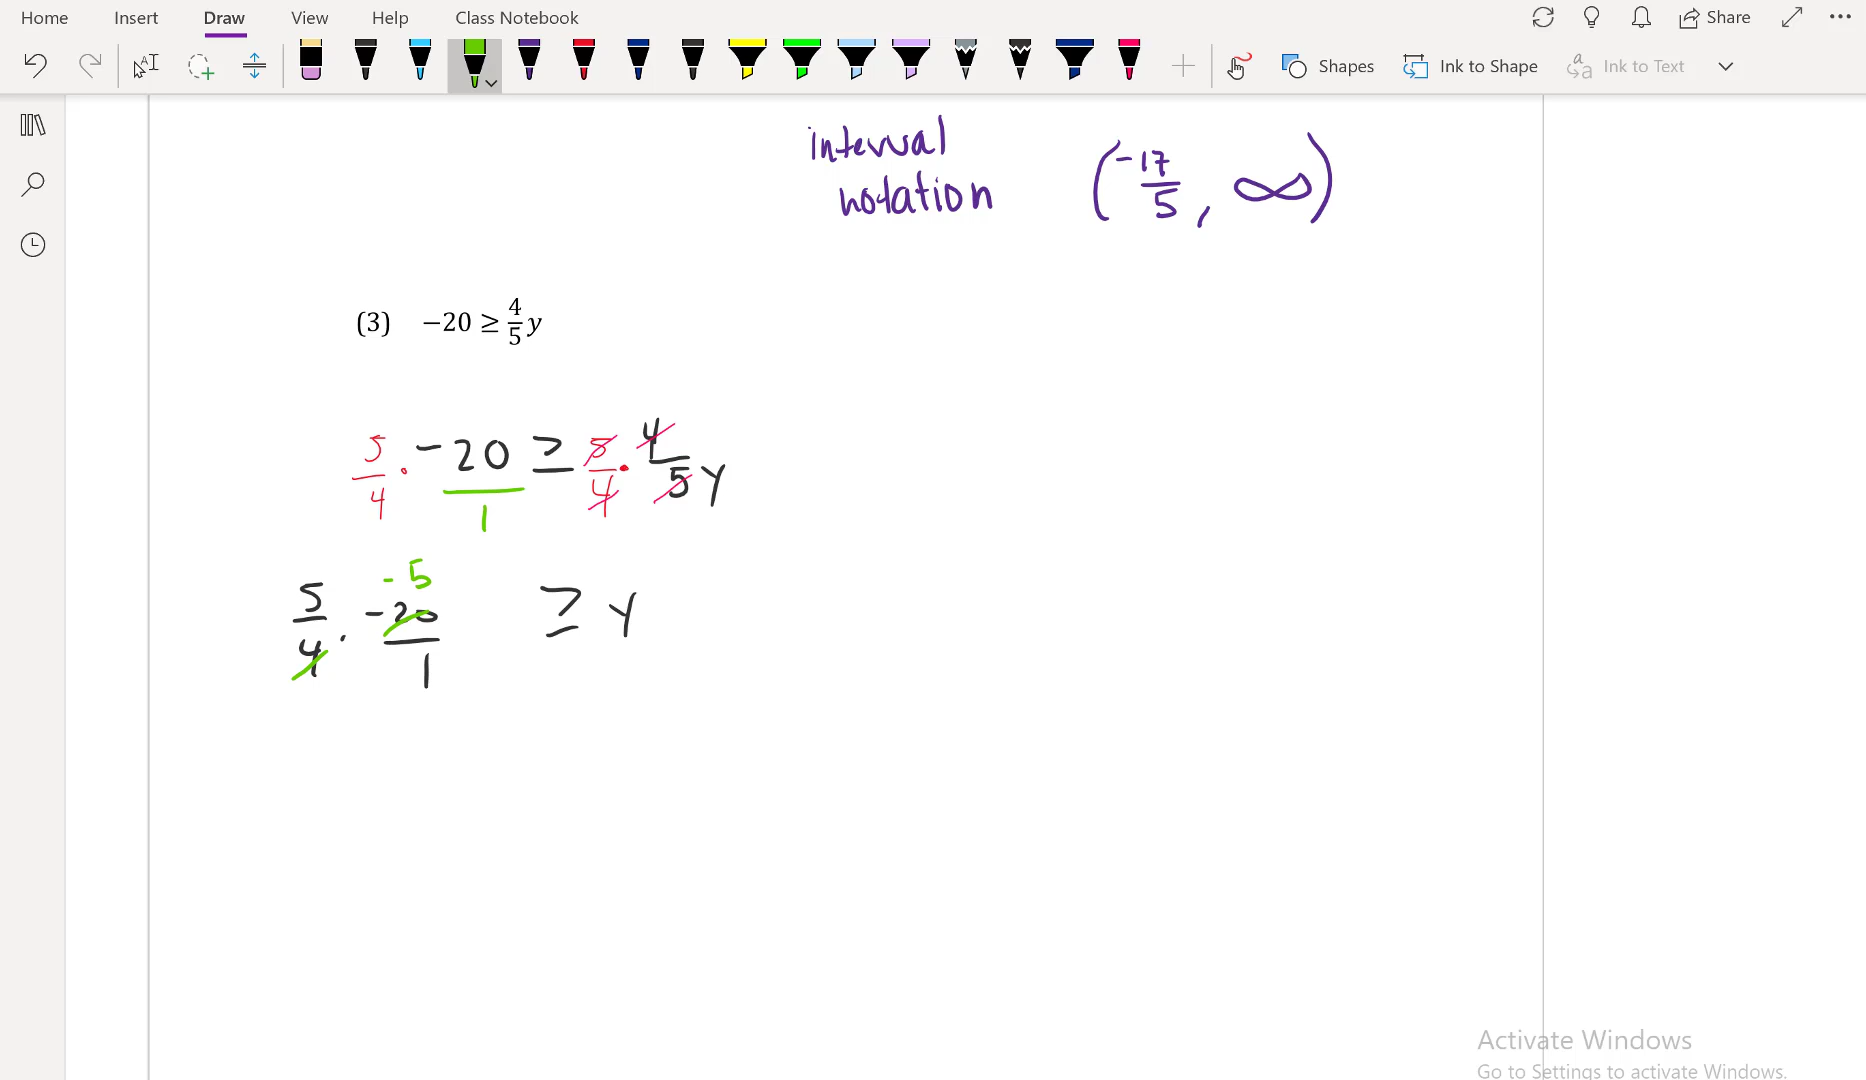 Home Insert Draw View Help Class Notebook Share
Shapes Ink to Shape Ink to Text
interval
notation (-17/5, ∞)
(3) −20 ≥ 4/5 y
5/4 · -20/1 ≥ 5/4 · 4/5 y
-5
5/4 · -20/1 ≥ y
Activate Windows
Go to Settings to activate Windows.